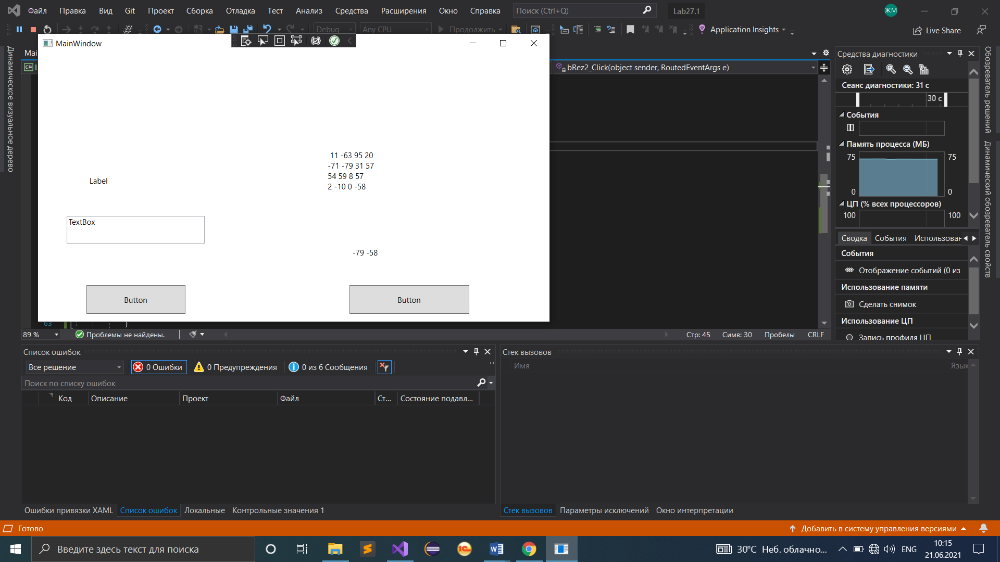 Файл Правка Вид Git Проект Сборка Отладка Тест Анализ Средства Расширения Окно Справка Поиск (Ctrl+Q) Lab27.1 ЖМ
Debug Any CPU Продолжить Application Insights Live Share
MainWindow
Mai
C# L
bRez2_Click(object sender, RoutedEventArgs e)
Динамическое визуальное дерево
11 -63 95 20
-71 -79 31 57
54 59 8 57
2 -10 0 -58
Label
TextBox
-79 -58
Button
Button
63 }
89 % Проблемы не найдены. Стр: 45 Симв: 30 Пробелы CRLF
Средства диагностики
Сеанс диагностики: 31 с
30 с
События
Память процесса (МБ)
75 75
0 0
ЦП (% всех процессоров)
100 100
Сводка События Использован
События
Отображение событий (0 из
Использование памяти
Сделать снимок
Использование ЦП
Запись профиля ЦП
Обозреватель решений
Динамический обозреватель свойств
Список ошибок
Все решение 0 Ошибки 0 Предупреждения 0 из 6 Сообщения
Поиск по списку ошибок
Код Описание Проект Файл Ст... Состояние подавл...
Ошибки привязки XAML Список ошибок Локальные Контрольные значения 1
Стек вызовов
Имя Язык
Стек вызовов Параметры исключений Окно интерпретации
Готово Добавить в систему управления версиями
Введите здесь текст для поиска
30°C Неб. облачно... ENG
10:15
21.06.2021